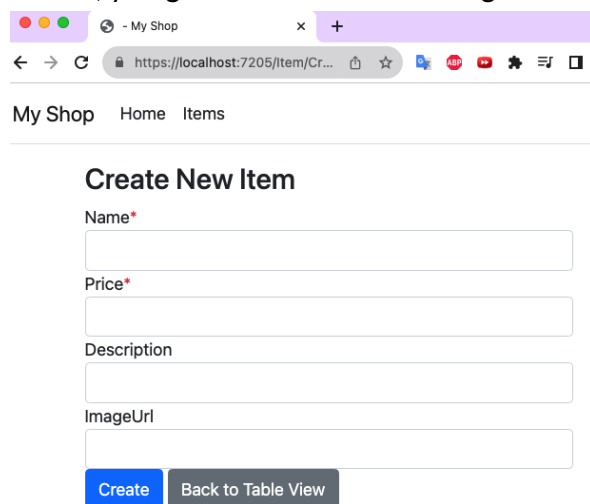 - My Shop
https://localhost:7205/Item/Cr...
ABP
My Shop Home Items
Create New Item
Name*
Price*
Description
ImageUrl
Create Back to Table View